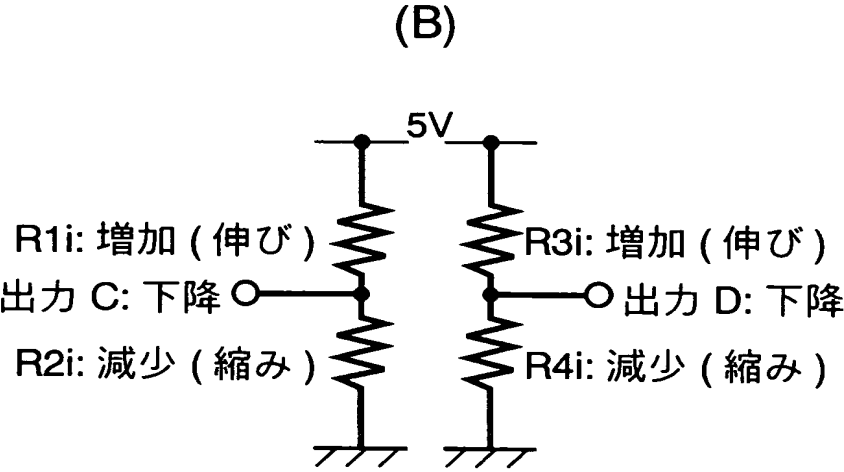 (B)
5V
R1i: 増加 ( 伸び )
R3i: 増加 ( 伸び )
出力 C: 下降
出力 D: 下降
R2i: 減少 ( 縮み )
R4i: 減少 ( 縮み )